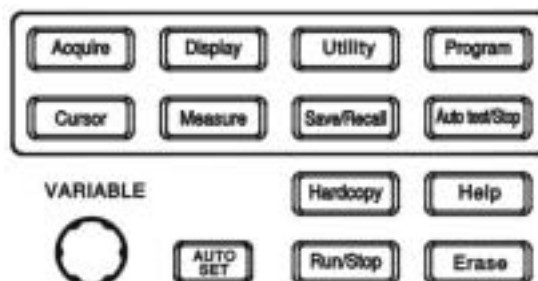 Acquire Display Utility Program
Cursor Measure Save/Recall Auto test/Stop
VARIABLE Hardcopy Help
AUTO SET Run/Stop Erase